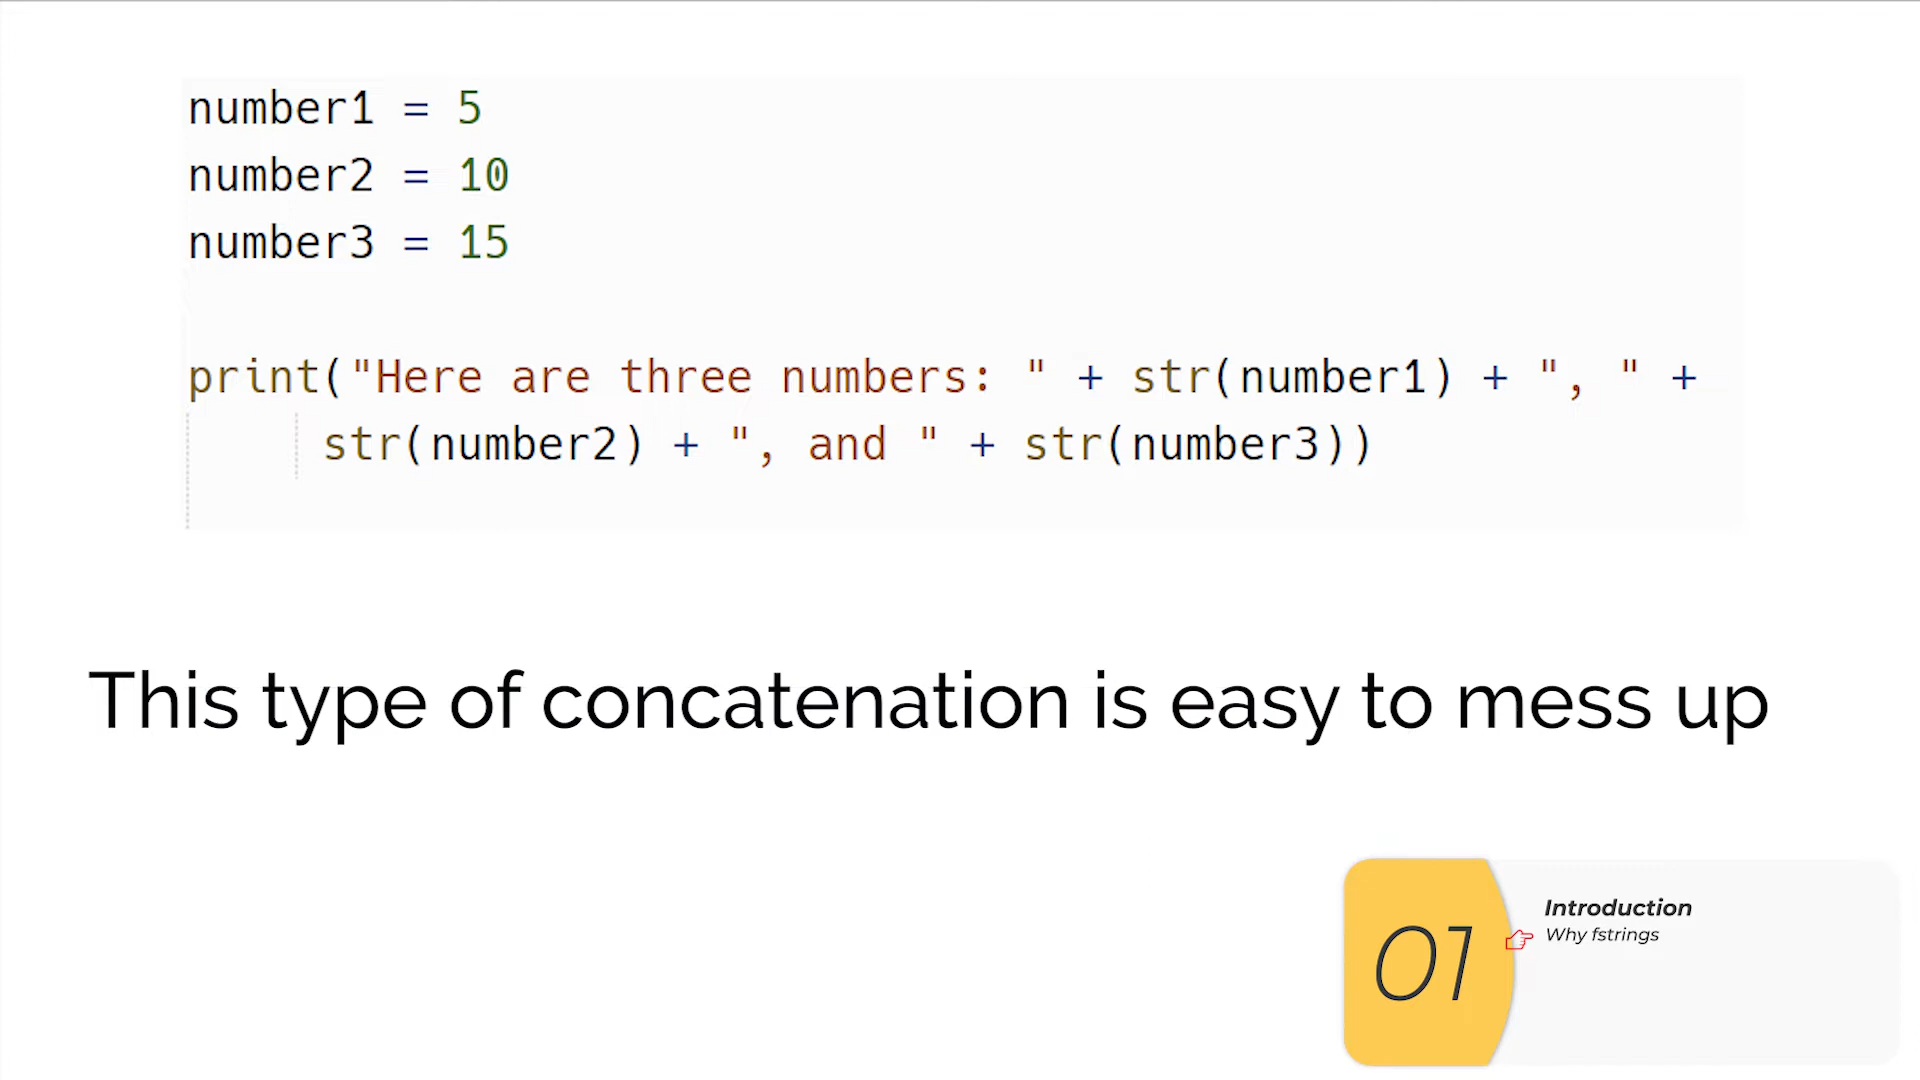 number1 = 5
number2 = 10
number3 = 15
print("Here are three numbers: " + str(number1) + ", " +
str(number2) + ", and " + str(number3))
This type of concatenation is easy to mess up
01
Introduction
Why fstrings